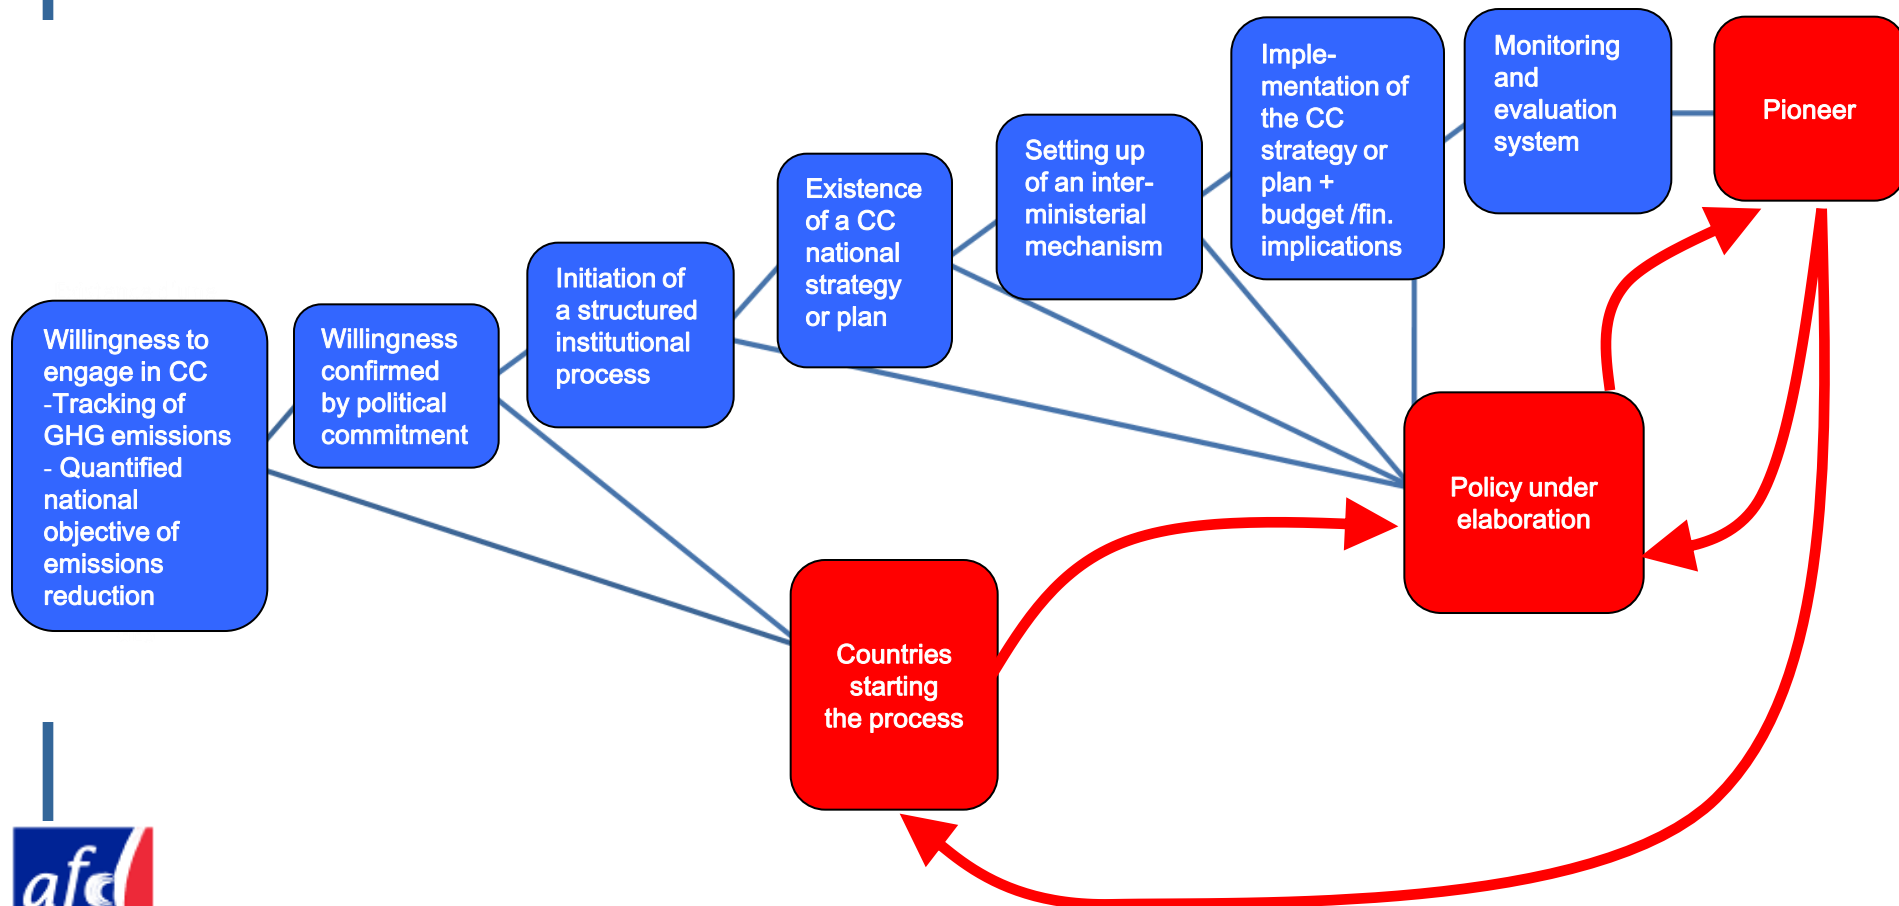 Willingness to
engage in CC
-Tracking of
GHG emissions
- Quantified
national
objective of
emissions
reduction
Willingness
confirmed
by political
commitment
Initiation of
a structured
institutional
process
Existence
of a CC
national
strategy
or plan
Setting up
of an inter-
ministerial
mechanism
Imple-
mentation of
the CC
strategy or
plan +
budget /fin.
implications
Monitoring
and
evaluation
system
Pioneer
Policy under
elaboration
Countries
starting
the process
afd